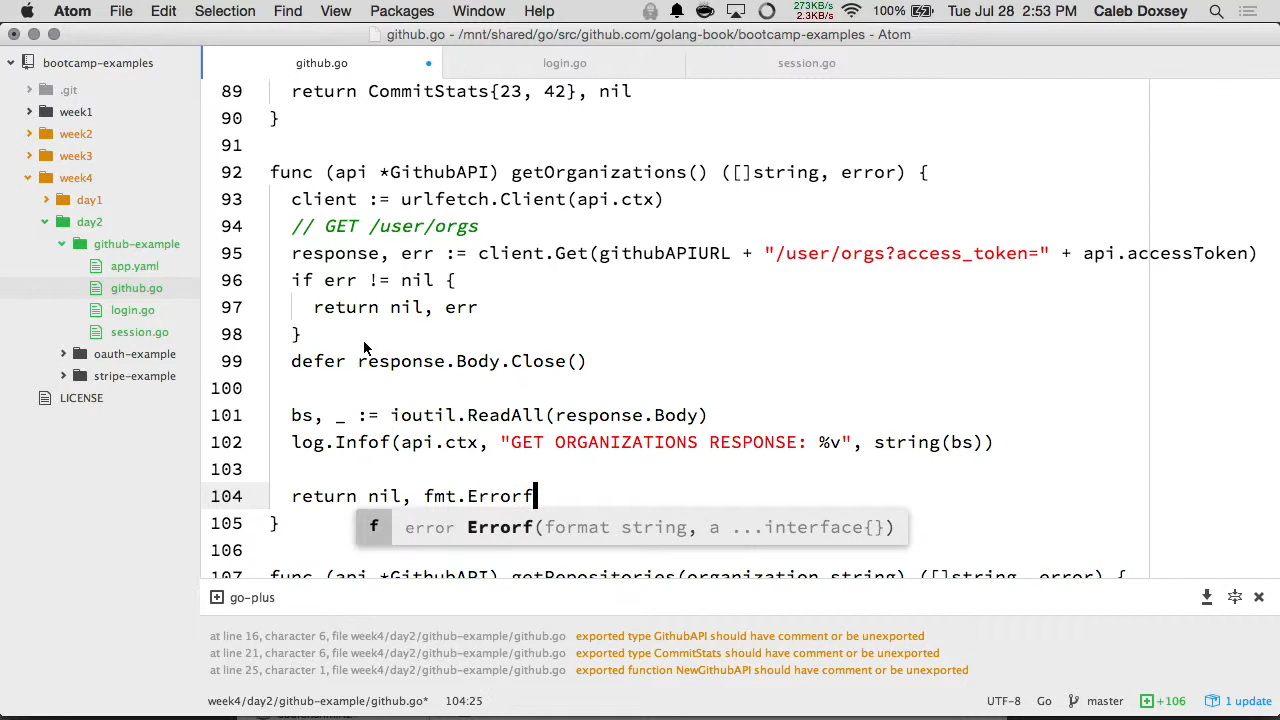 Atom File Edit Selection Find View Packages Window Help 273KB/s 2.3KB/s 100% Tue Jul 28 2:53 PM Caleb Doxsey
github.go - /mnt/shared/go/src/github.com/golang-book/bootcamp-examples - Atom
bootcamp-examples
.git
week1
week2
week3
week4
day1
day2
github-example
app.yaml
github.go
login.go
session.go
oauth-example
stripe-example
LICENSE
github.go login.go session.go
89 return CommitStats{23, 42}, nil
90 }
91
92 func (api *GithubAPI) getOrganizations() ([]string, error) {
93 client := urlfetch.Client(api.ctx)
94 // GET /user/orgs
95 response, err := client.Get(githubAPIURL + "/user/orgs?access_token=" + api.accessToken)
96 if err != nil {
97 return nil, err
98 }
99 defer response.Body.Close()
100
101 bs, _ := ioutil.ReadAll(response.Body)
102 log.Infof(api.ctx, "GET ORGANIZATIONS RESPONSE: %v", string(bs))
103
104 return nil, fmt.Errorf
105 }
f error Errorf(format string, a ...interface{})
106
107 func (api *GithubAPI) getRepositories(organization string) ([]string, error) {
go-plus
at line 16, character 6, file week4/day2/github-example/github.go exported type GithubAPI should have comment or be unexported
at line 21, character 6, file week4/day2/github-example/github.go exported type CommitStats should have comment or be unexported
at line 25, character 1, file week4/day2/github-example/github.go exported function NewGithubAPI should have comment or be unexported
week4/day2/github-example/github.go* 104:25 UTF-8 Go master +106 1 update